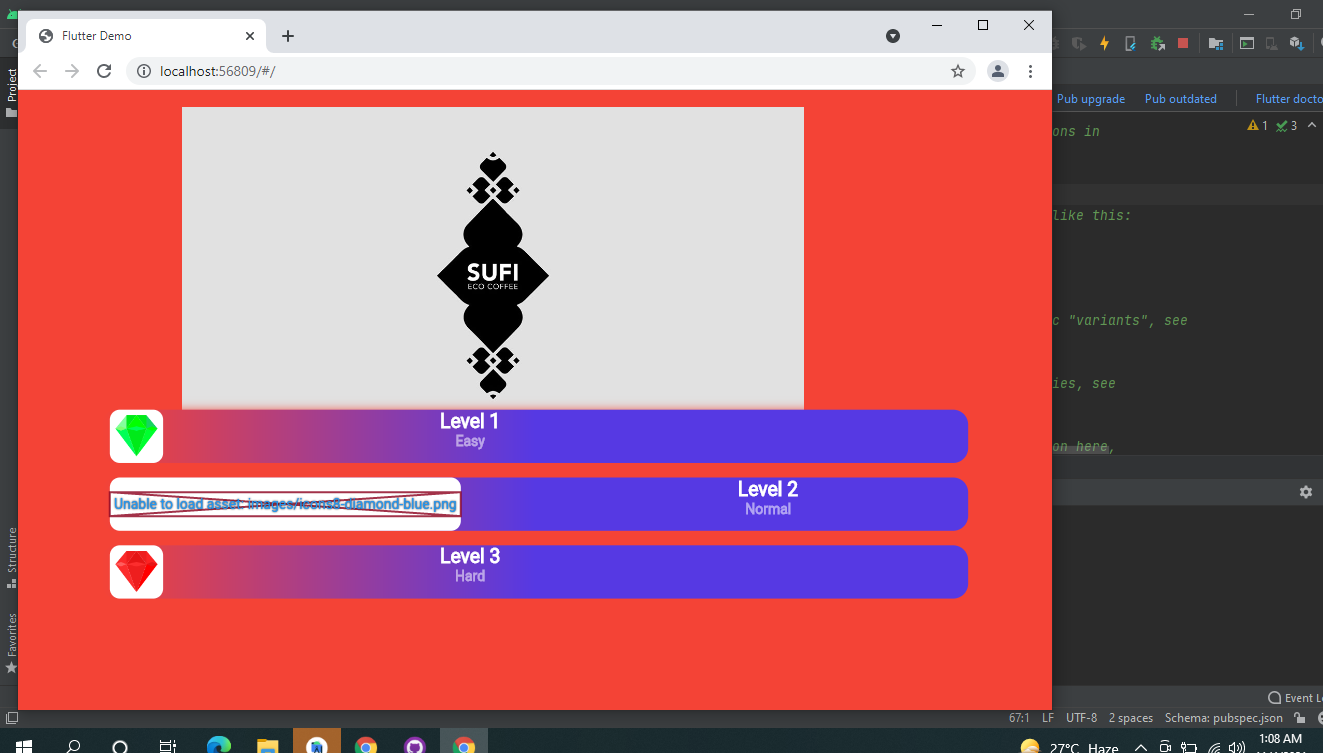 Flutter Demo
localhost:56809/#/
Project
Pub upgrade
Pub outdated
1
3
ons in
like this:
c "variants", see
ies, see
on here,
SUFI
ECO COFFEE
Level 1
Easy
Unable to load asset: images/icons8-diamond-blue.png
Level 2
Normal
Level 3
Hard
Structure
Favorites
Event
67:1 LF UTF-8 2 spaces Schema: pubspec.json
27°C Haze
1:08 AM